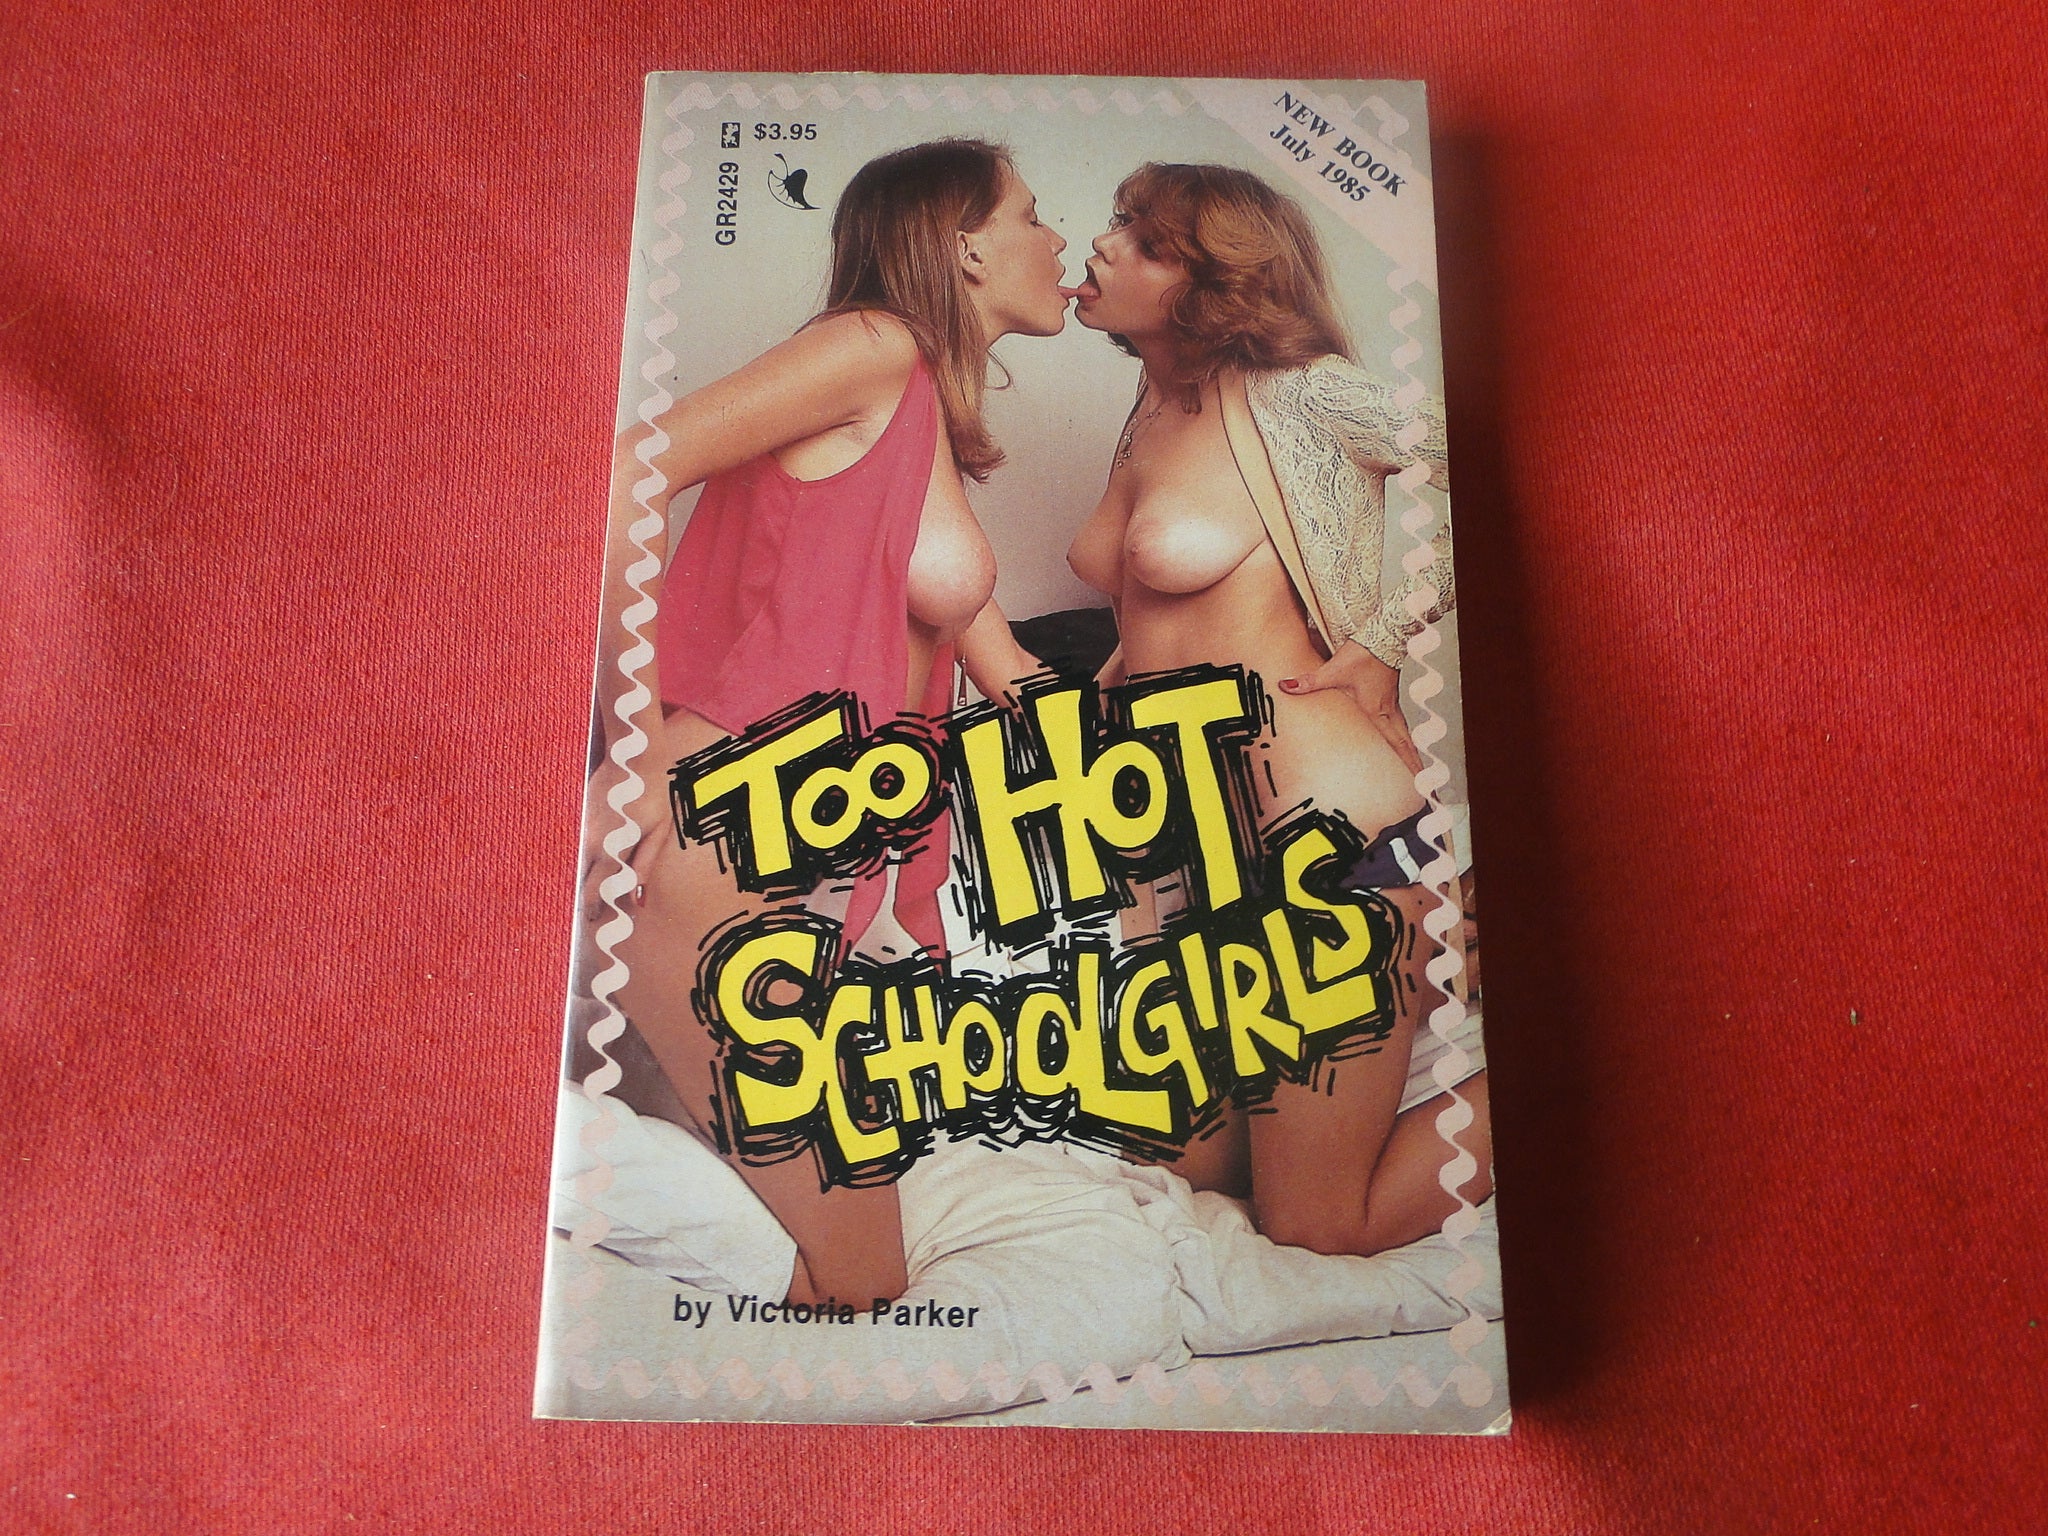 $3.95
GR2429
NEW BOOK
July 1985
TOO HOT
SCHOOLGIRLS
by Victoria Parker